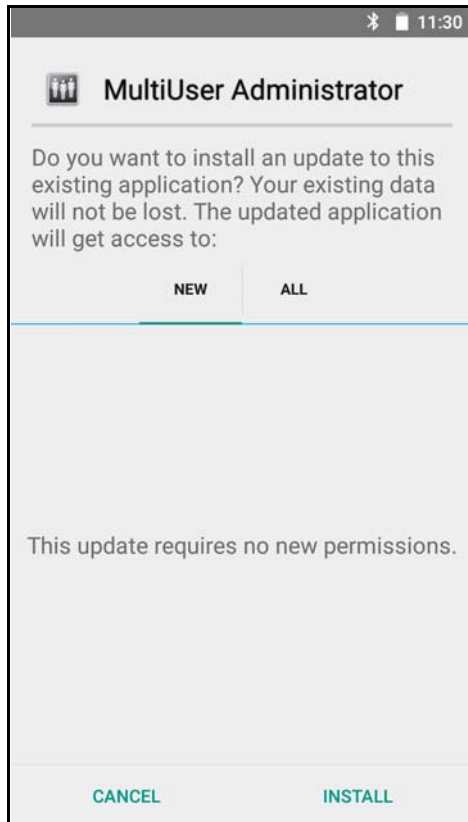 11:30
MultiUser Administrator
Do you want to install an update to this
existing application? Your existing data
will not be lost. The updated application
will get access to:
NEW ALL
This update requires no new permissions.
CANCEL INSTALL